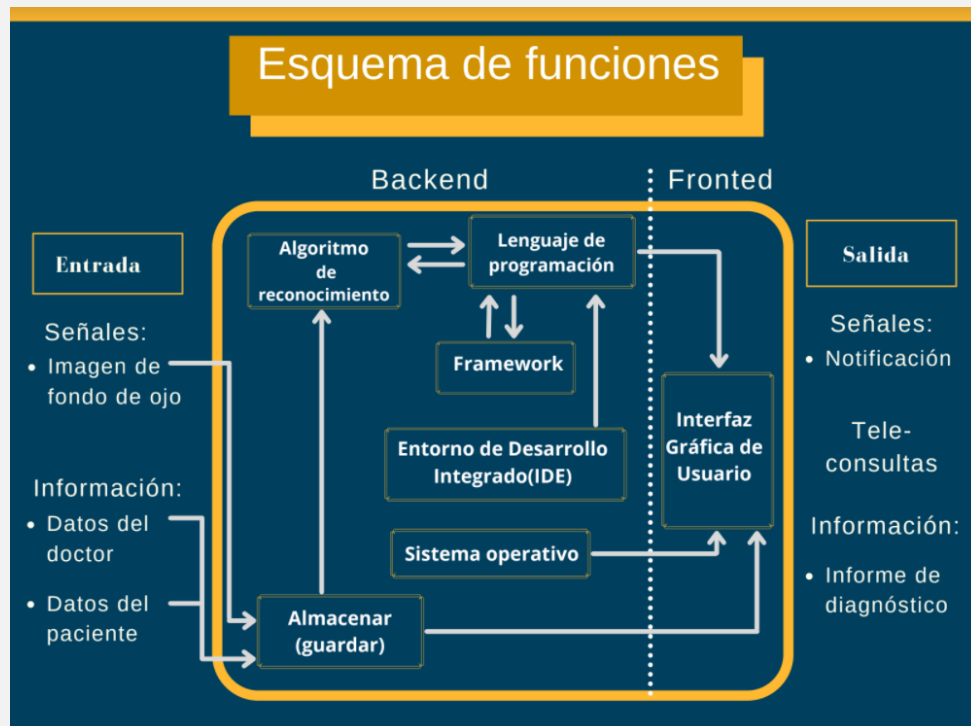 Esquema de funciones
Backend
Fronted
Entrada
Señales:
• Imagen de
fondo de ojo
Información:
• Datos del
doctor
• Datos del
paciente
Algoritmo
de
reconocimiento
Lenguaje de
programación
Framework
Entorno de Desarrollo
Integrado(IDE)
Sistema operativo
Almacenar
(guardar)
Interfaz
Gráfica de
Usuario
Salida
Señales:
• Notificación
Tele-
consultas
Información:
• Informe de
diagnóstico